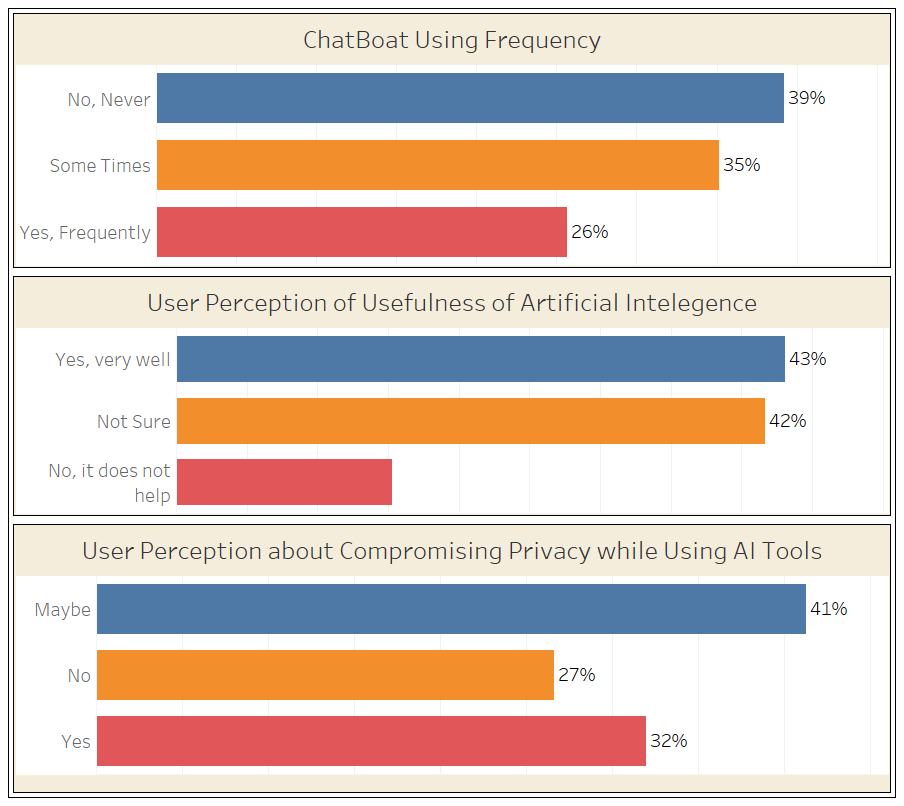 ChatBoat Using Frequency
No, Never
39%
Some Times
35%
Yes, Frequently
26%
User Perception of Usefulness of Artificial Intelegence
Yes, very well
43%
Not Sure
42%
No, it does not
help
User Perception about Compromising Privacy while Using AI Tools
Maybe
41%
No
27%
Yes
32%